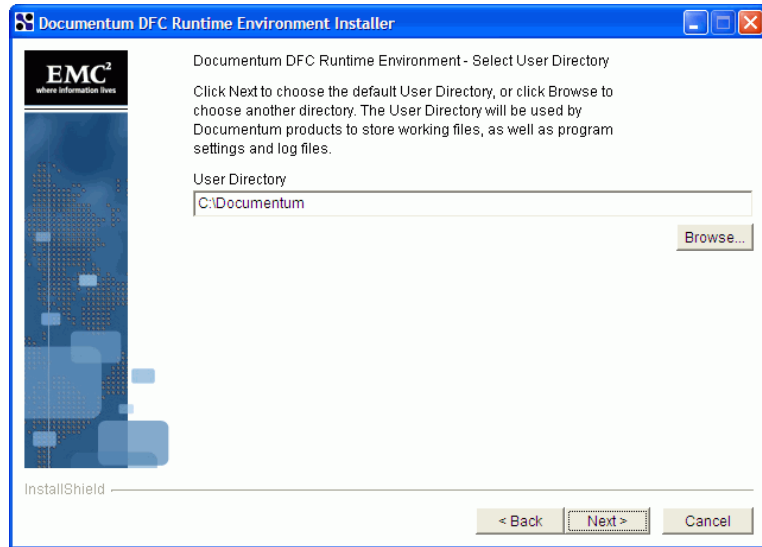 Documentum DFC Runtime Environment Installer
EMC²
where information lives
Documentum DFC Runtime Environment - Select User Directory
Click Next to choose the default User Directory, or click Browse to
choose another directory. The User Directory will be used by
Documentum products to store working files, as well as program
settings and log files.
User Directory
C:\Documentum
Browse...
InstallShield
< Back
Next >
Cancel